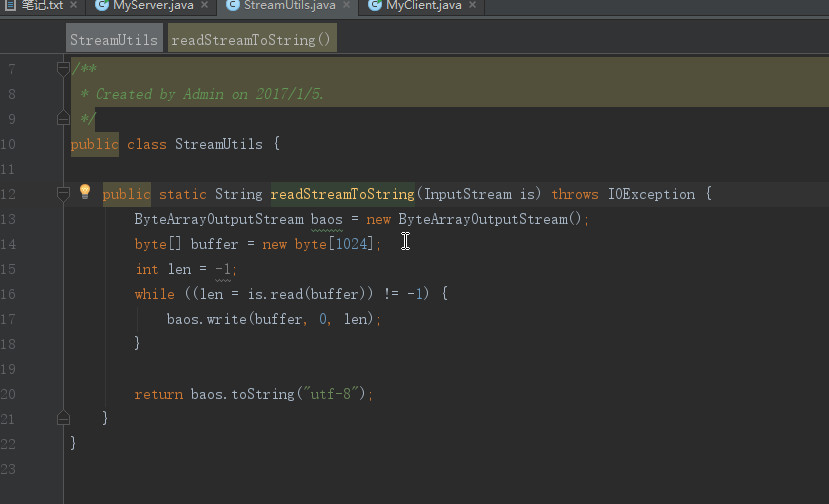 笔记.txt × MyServer.java × StreamUtils.java × MyClient.java ×
StreamUtils readStreamToString()
7 /**
8 * Created by Admin on 2017/1/5.
9 */
10 public class StreamUtils {
11
12 public static String readStreamToString(InputStream is) throws IOException {
13 ByteArrayOutputStream baos = new ByteArrayOutputStream();
14 byte[] buffer = new byte[1024];
15 int len = -1;
16 while ((len = is.read(buffer)) != -1) {
17 baos.write(buffer, 0, len);
18 }
19
20 return baos.toString("utf-8");
21 }
22 }
23